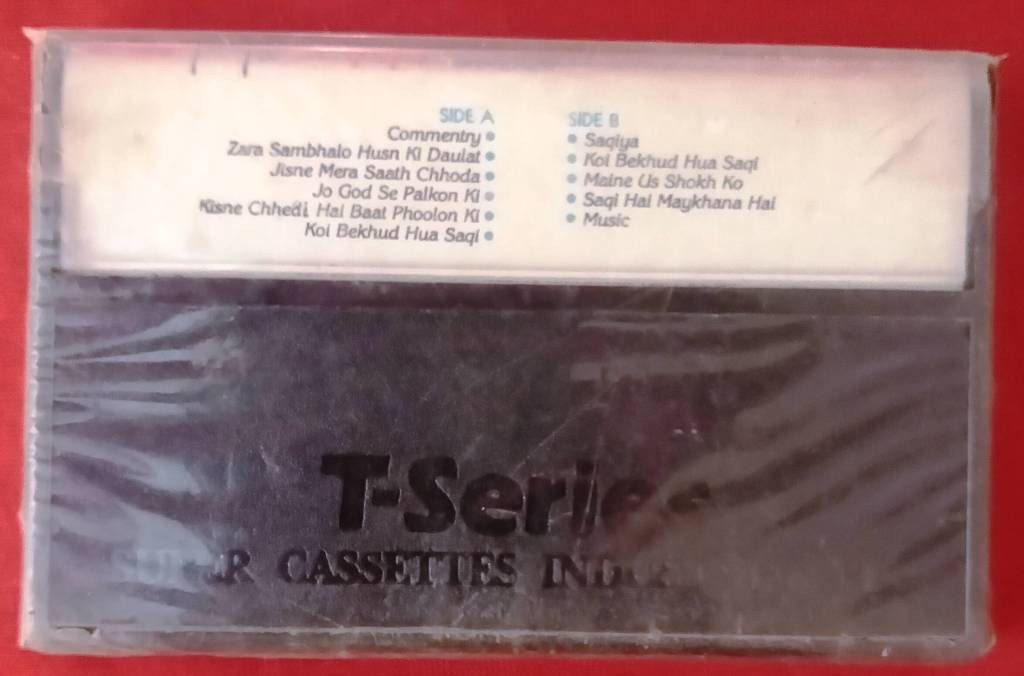 SIDE A
Commentry
Zara Sambhalo Husn Ki Daulat
Jisne Mera Saath Chhoda
Jo God Se Palkon Ki
Kisne Chhedi Hai Baat Phoolon Ki
Koi Bekhud Hua Saqi
SIDE B
Saqiya
Koi Bekhud Hua Saqi
Maine Us Shokh Ko
Saqi Hai Maykhana Hai
Music
T-Series
SUPER CASSETTES